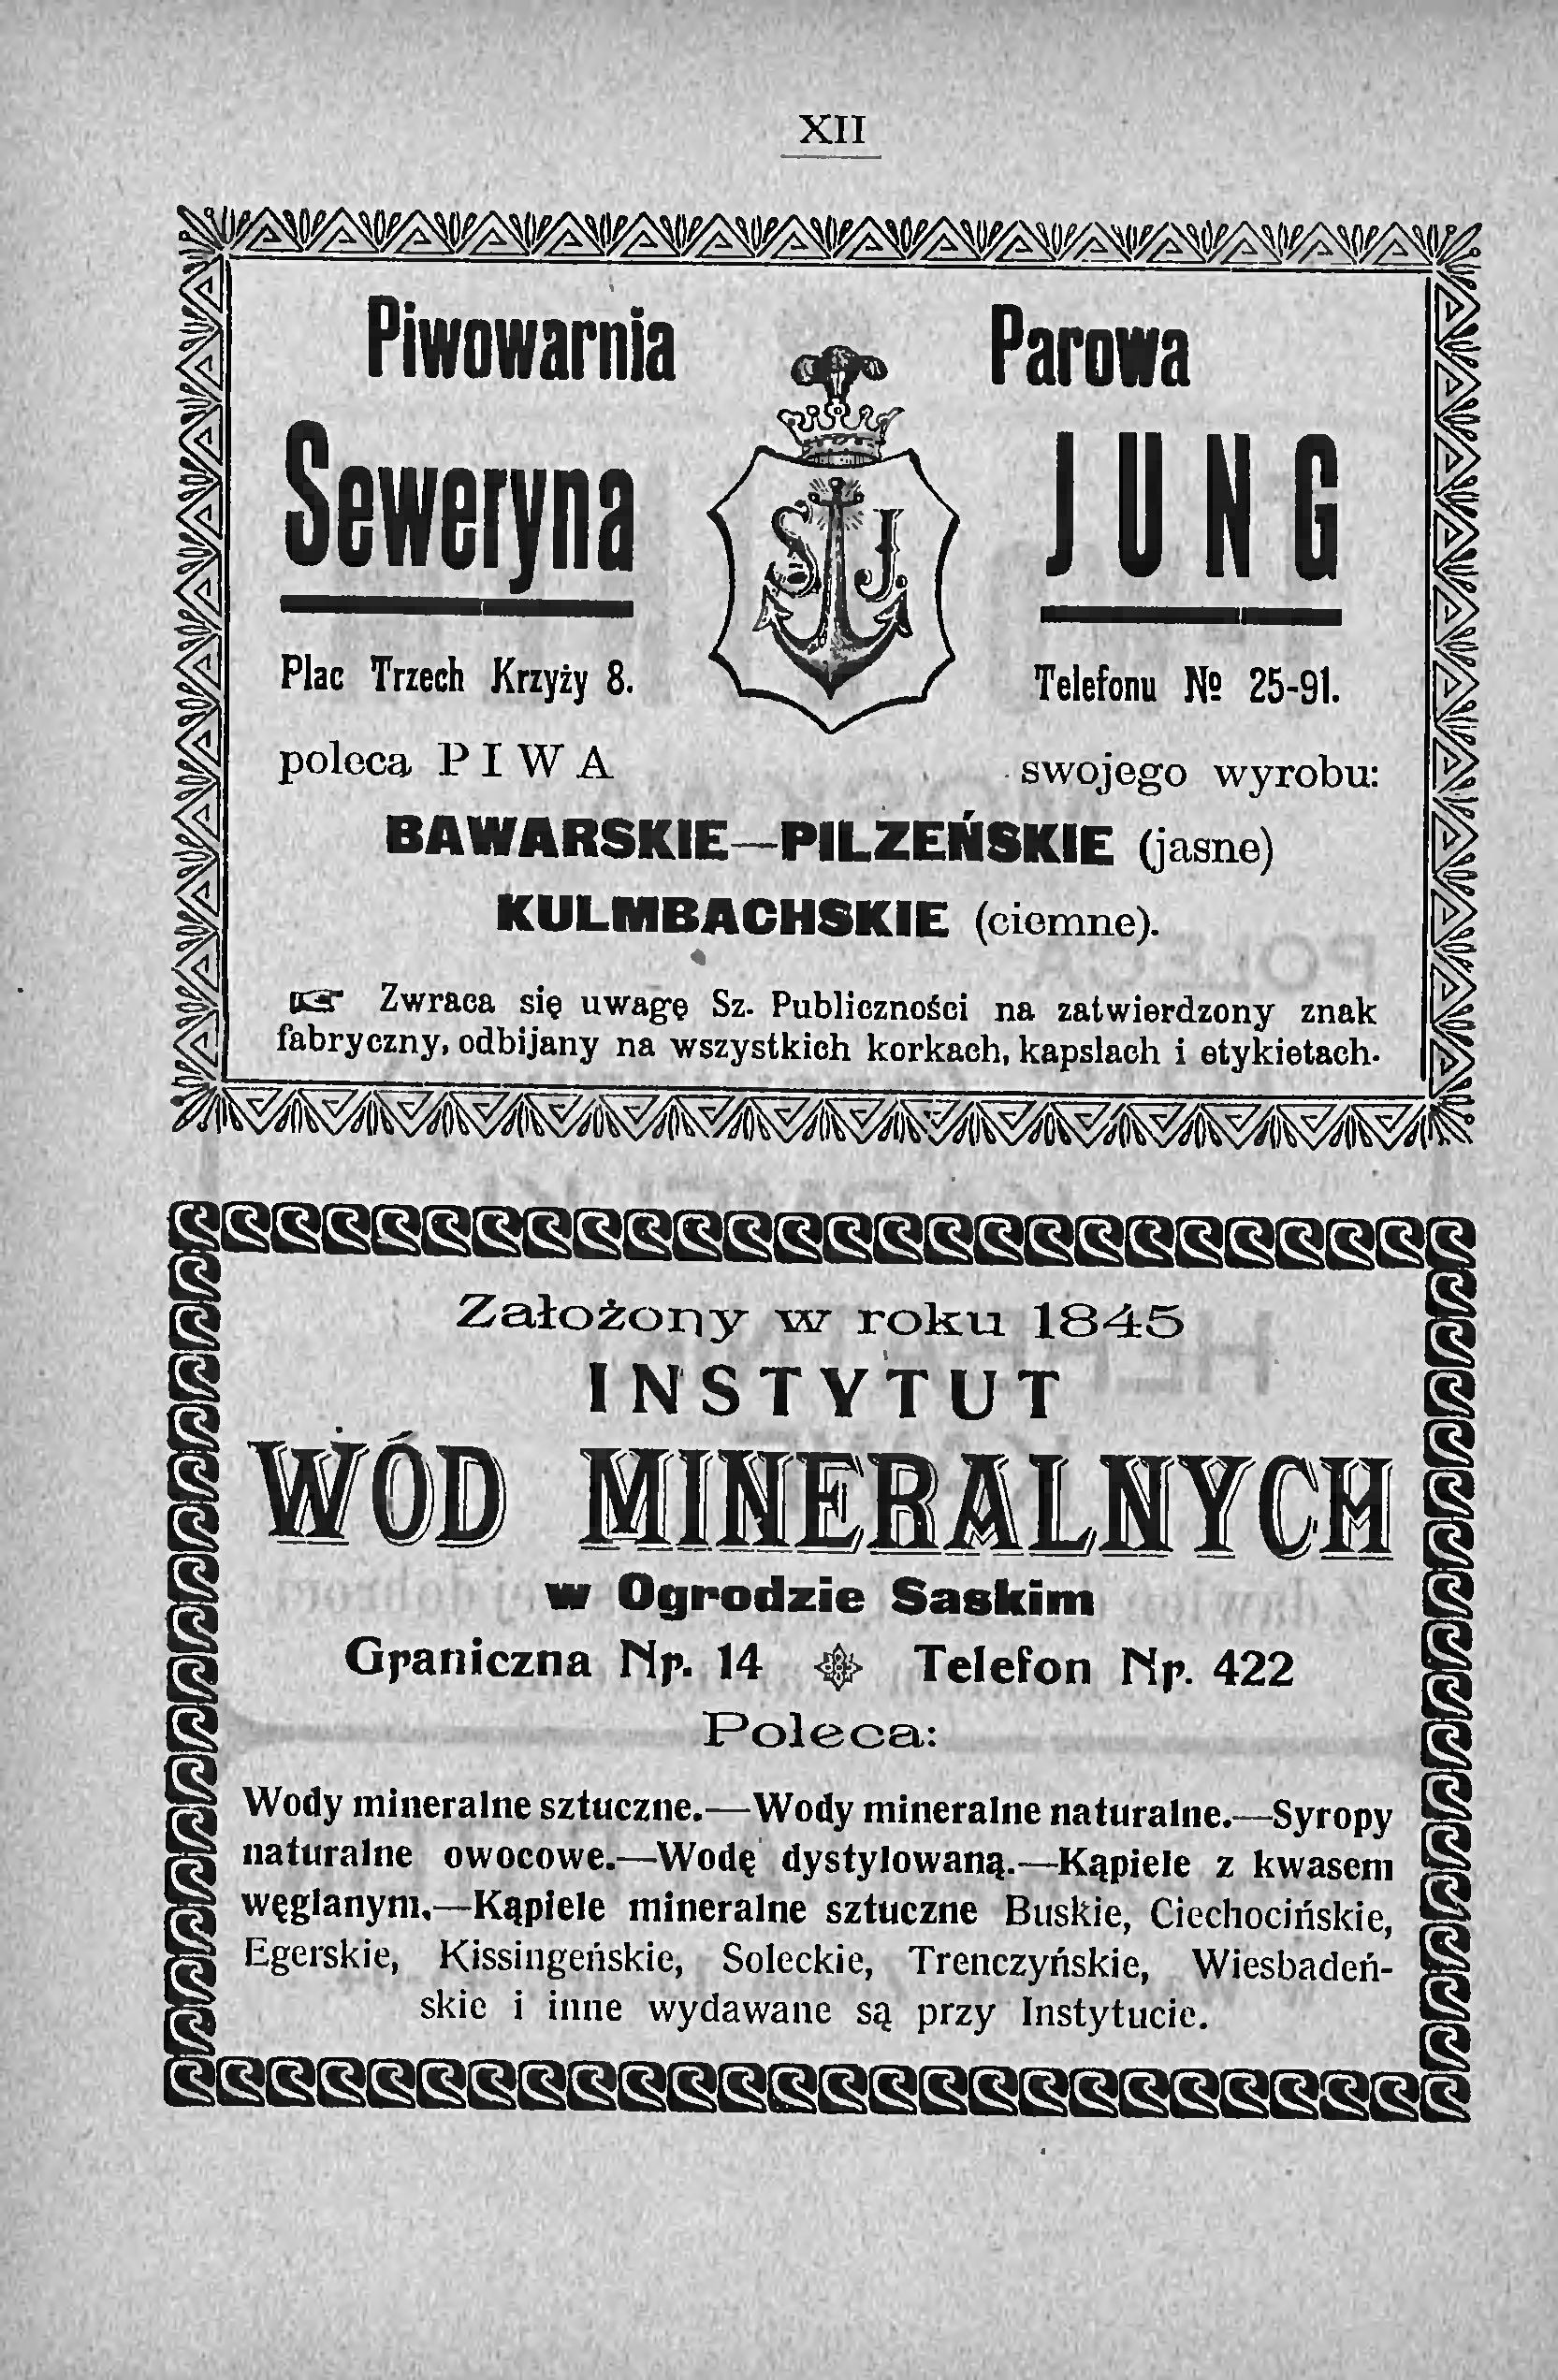 XII
Piwowarnia Parowa
Seweryna JUNG
S. J.
Plac Trzech Krzyży 8. Telefonu № 25-91.
poleca PIWA swojego wyrobu:
BAWARSKIE—PILZEŃSKIE (jasne)
KULMBACHSKIE (ciemne).
☞ Zwraca się uwagę Sz. Publiczności na zatwierdzony znak
fabryczny, odbijany na wszystkich korkach, kapslach i etykietach.
Założony w roku 1845
INSTYTUT
WÓD MINERALNYCH
w Ogrodzie Saskim
Graniczna Nr. 14 Telefon Nr. 422
Poleca:
Wody mineralne sztuczne.—Wody mineralne naturalne.—Syropy
naturalne owocowe.—Wodę dystylowaną.—Kąpiele z kwasem
węglanym.—Kąpiele mineralne sztuczne Buskie, Ciechocińskie,
Egerskie, Kissingeńskie, Soleckie, Trenczyńskie, Wiesbadeń-
skie i inne wydawane są przy Instytucie.